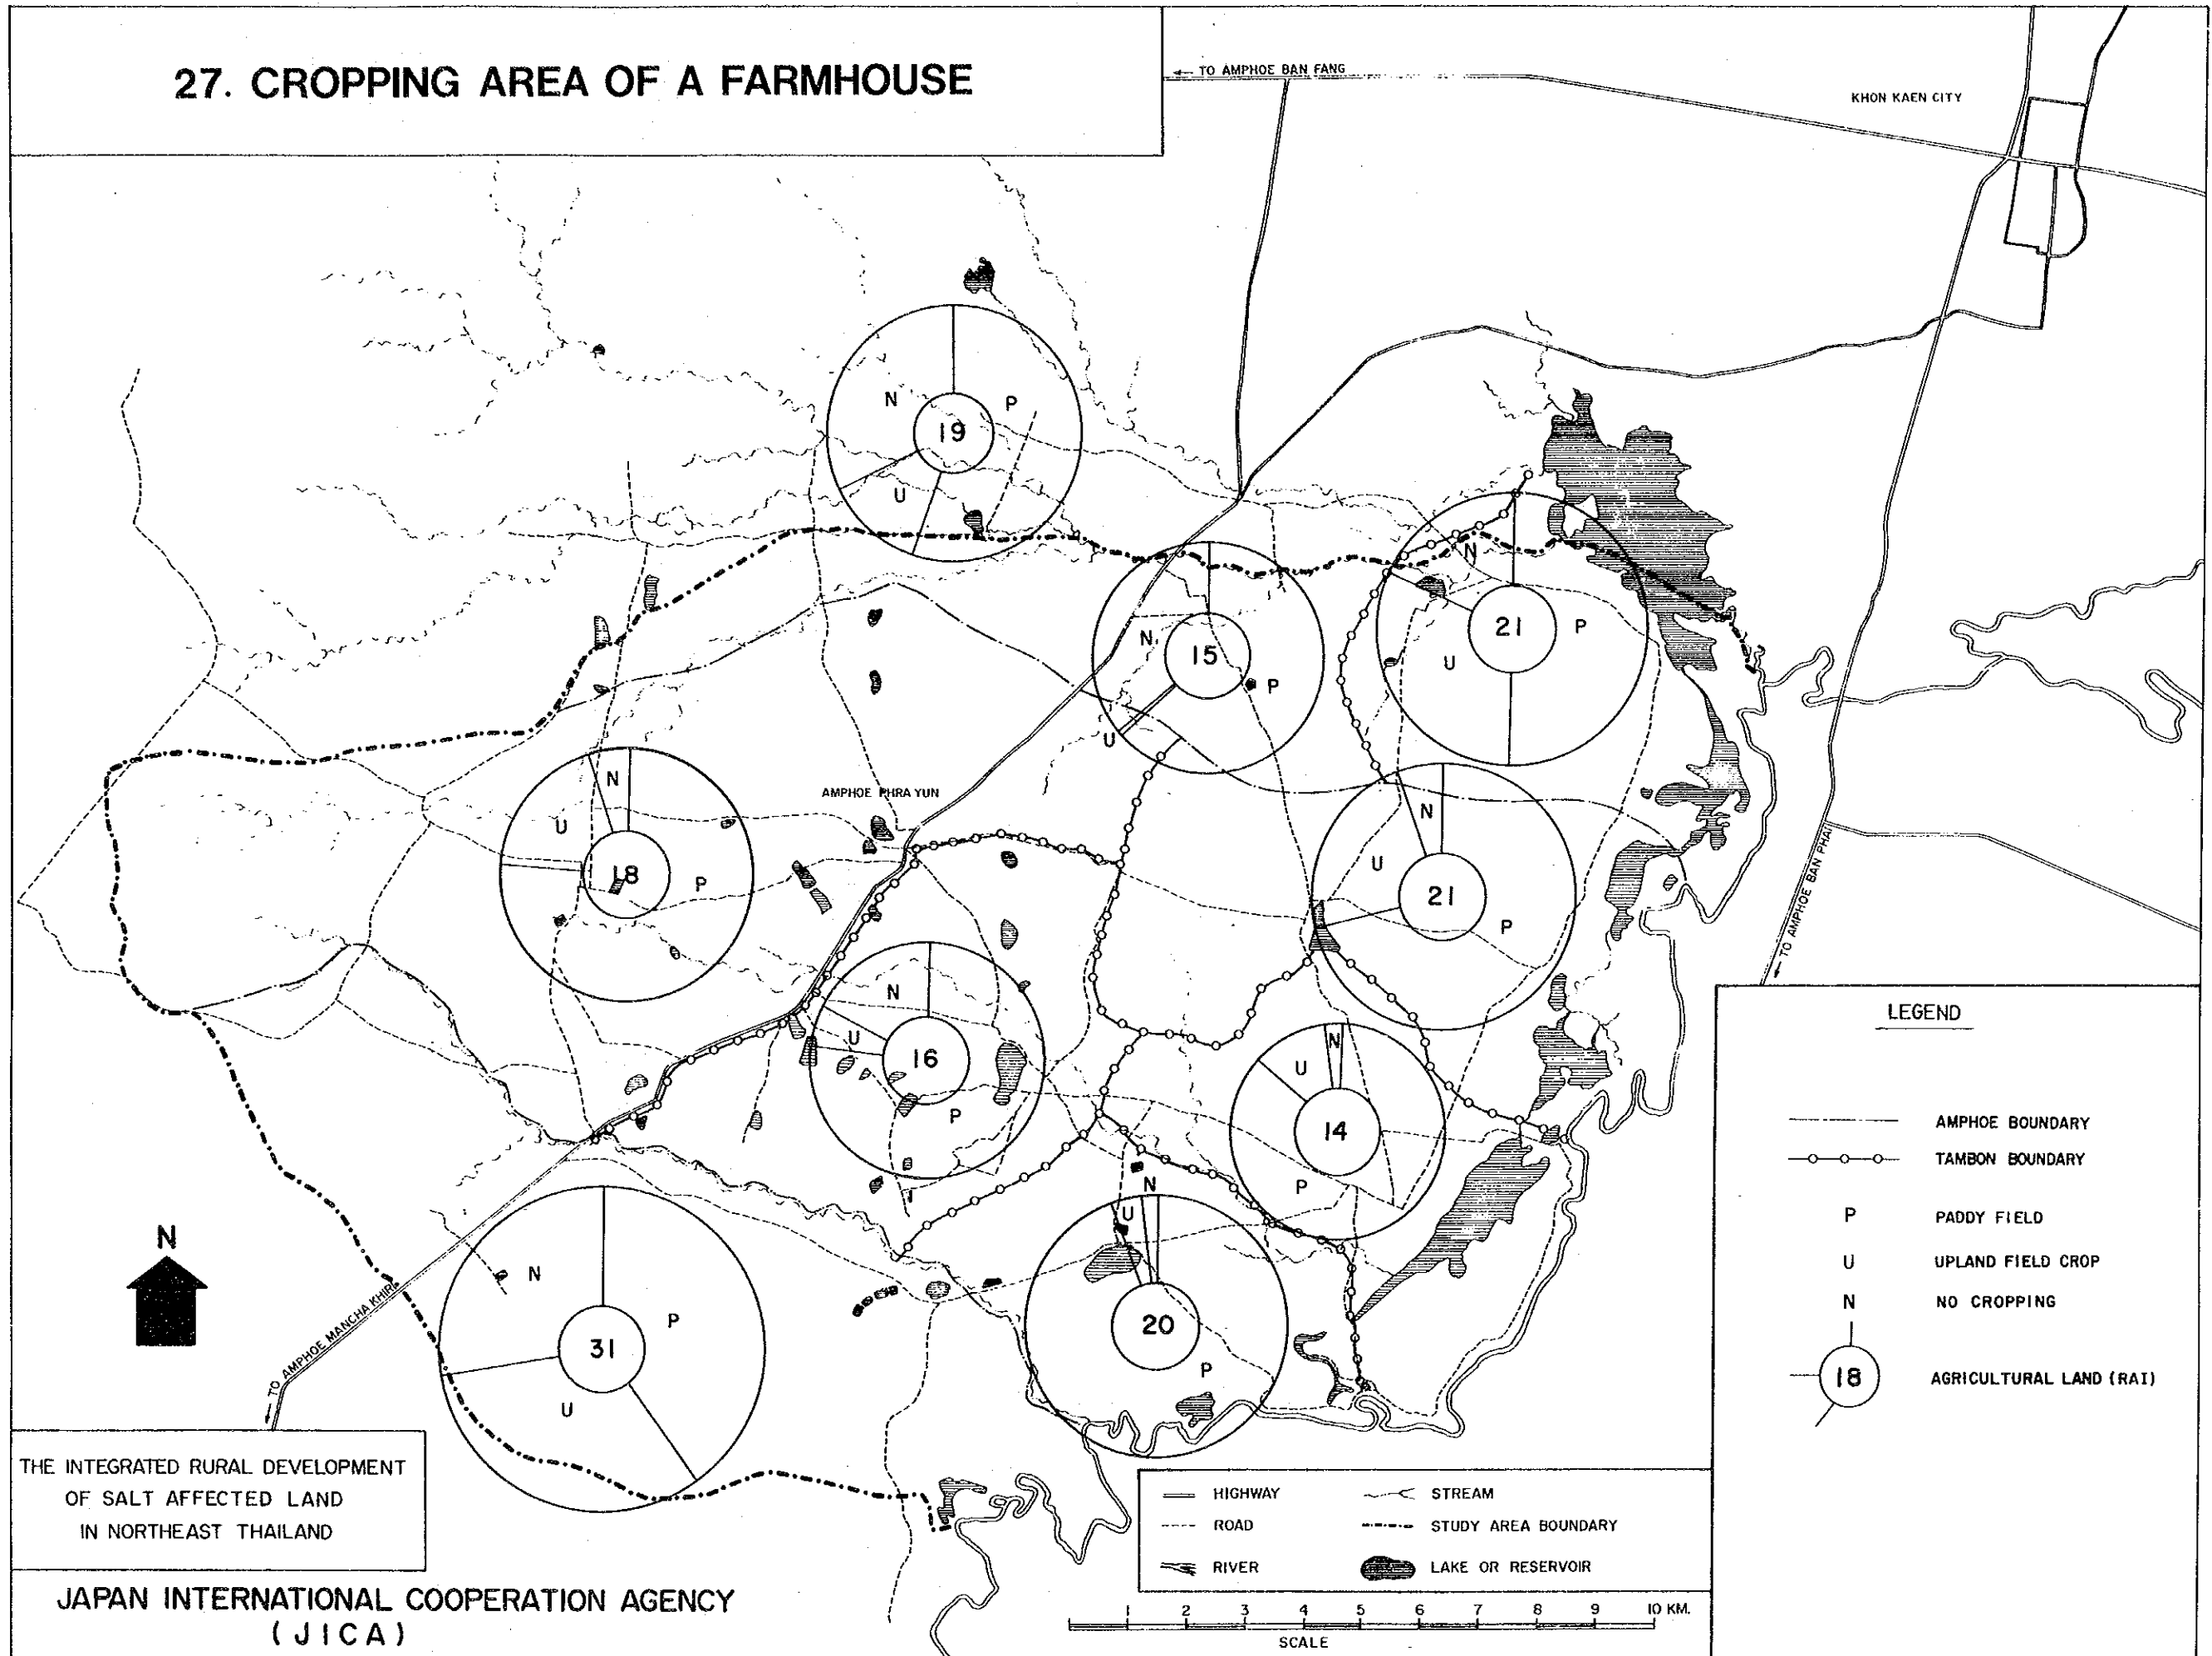 27. CROPPING AREA OF A FARMHOUSE
← TO AMPHOE BAN FANG
KHON KAEN CITY
N
P
19
U
N
N
15
P
U
21
P
U
N
U
18
P
AMPHOE PHRA YUN
N
U
21
P
← TO AMPHOE BAN PHAI
N
U
16
P
N
U
14
P
N
U
20
P
N
P
31
U
N
← TO AMPHOE MANCHA KHIRI
LEGEND
AMPHOE BOUNDARY
TAMBON BOUNDARY
P PADDY FIELD
U UPLAND FIELD CROP
N NO CROPPING
18 AGRICULTURAL LAND (RAI)
THE INTEGRATED RURAL DEVELOPMENT
OF SALT AFFECTED LAND
IN NORTHEAST THAILAND
HIGHWAY STREAM
ROAD STUDY AREA BOUNDARY
RIVER LAKE OR RESERVOIR
JAPAN INTERNATIONAL COOPERATION AGENCY
(JICA)
1 2 3 4 5 6 7 8 9 10 KM.
SCALE